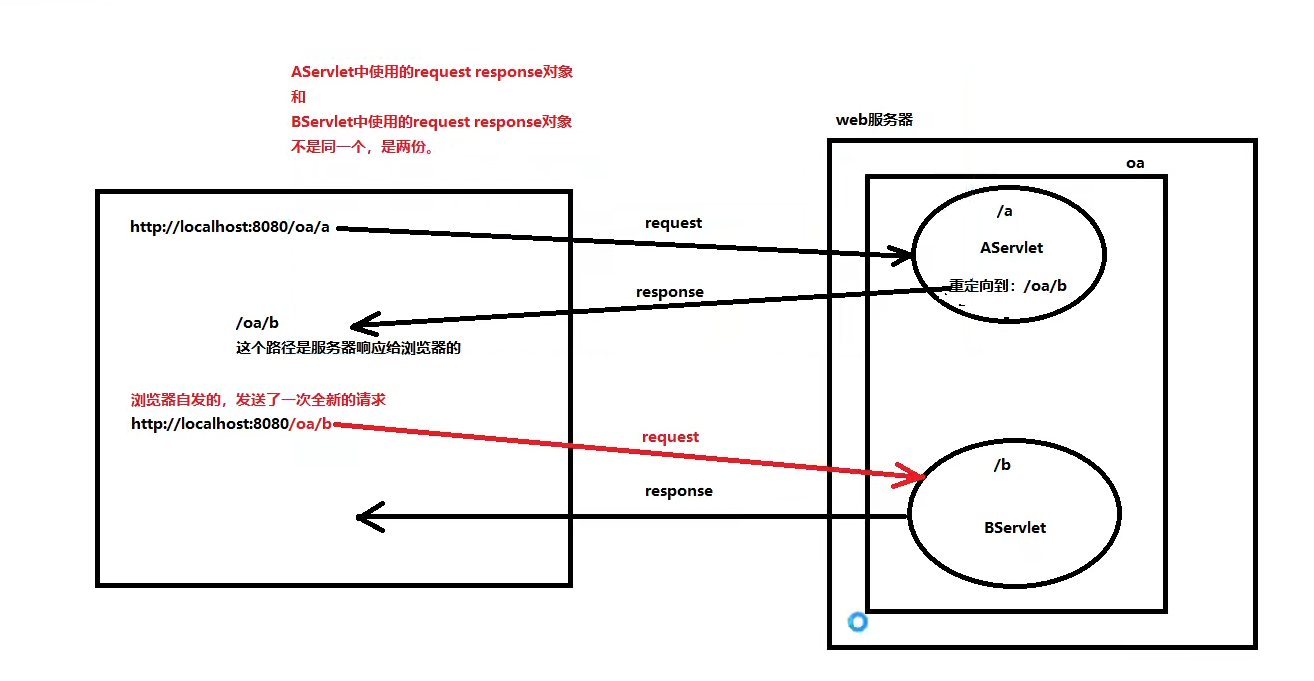 AServlet中使用的request response对象
和
BServlet中使用的request response对象
不是同一个，是两份。
web服务器
oa
http://localhost:8080/oa/a
request
/a
AServlet
重定向到：/oa/b
response
/oa/b
这个路径是服务器响应给浏览器的
浏览器自发的，发送了一次全新的请求
http://localhost:8080/oa/b
request
/b
response
BServlet